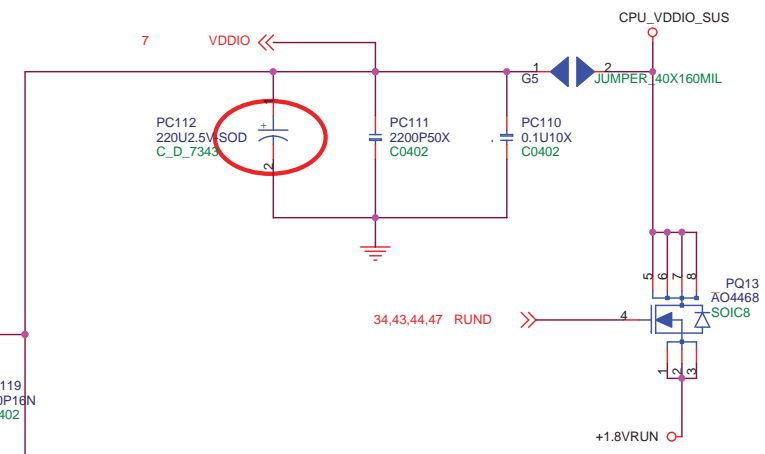 CPU_VDDIO_SUS
7 VDDIO
1
2
G5
JUMPER_40X160MIL
1
PC112
220U2.5V-SOD
C_D_7343
+
2
PC111
2200P50X
C0402
PC110
0.1U10X
C0402
5
6
7
8
PQ13
AO4468
SOIC8
34,43,44,47 RUND
4
1
2
3
119
0P16N
402
+1.8VRUN